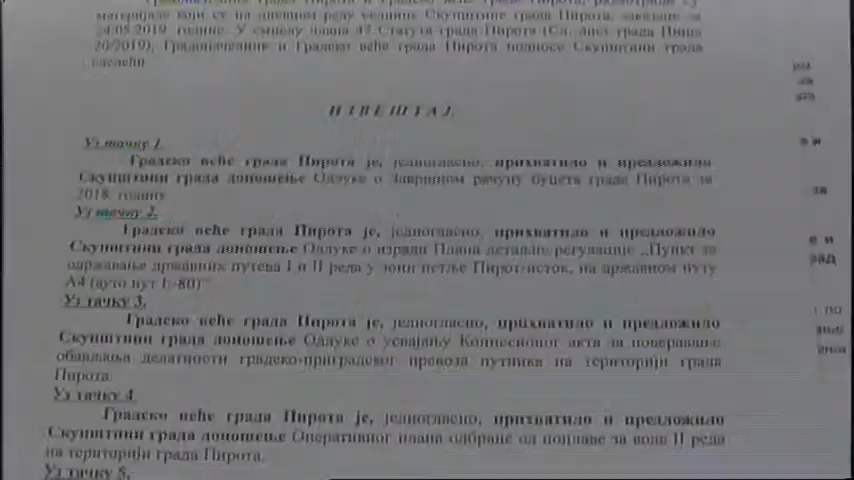 материјале који су на дневном реду седнице Скупштине града Пирота, заказане за
24.05.2019. године. У смислу члана 47 Статута града Пирота (Сл. лист града Ниша
20/2019), Градоначелник и Градско веће града Пирота подносе Скупштини града
следећи
И З В Е Ш Т А Ј
Уз тачку 1.
Градско веће града Пирота је, једногласно, прихватило и предложило
Скупштини града доношење Одлуке о Завршном рачуну буџета града Пирота за
2018. годину
Уз тачку 2.
Градско веће града Пирота је, једногласно, прихватило и предложило
Скупштини града доношење Одлуке о изради Плана детаљне регулације „Пункт за
одржавање државних путева I и II реда у зони петље Пирот-исток, на државном путу
А4 (ауто пут Е-80)"
Уз тачку 3.
Градско веће града Пирота је, једногласно, прихватило и предложило
Скупштини града доношење Одлуке о усвајању Концесионог акта за поверавање
обављања делатности градско-приградског превоза путника на територији града
Пирота.
Уз тачку 4.
Градско веће града Пирота је, једногласно, прихватило и предложило
Скупштини града доношење Оперативног плана одбране од поплаве за воде II реда
на територији града Пирота.
Уз тачку 5.